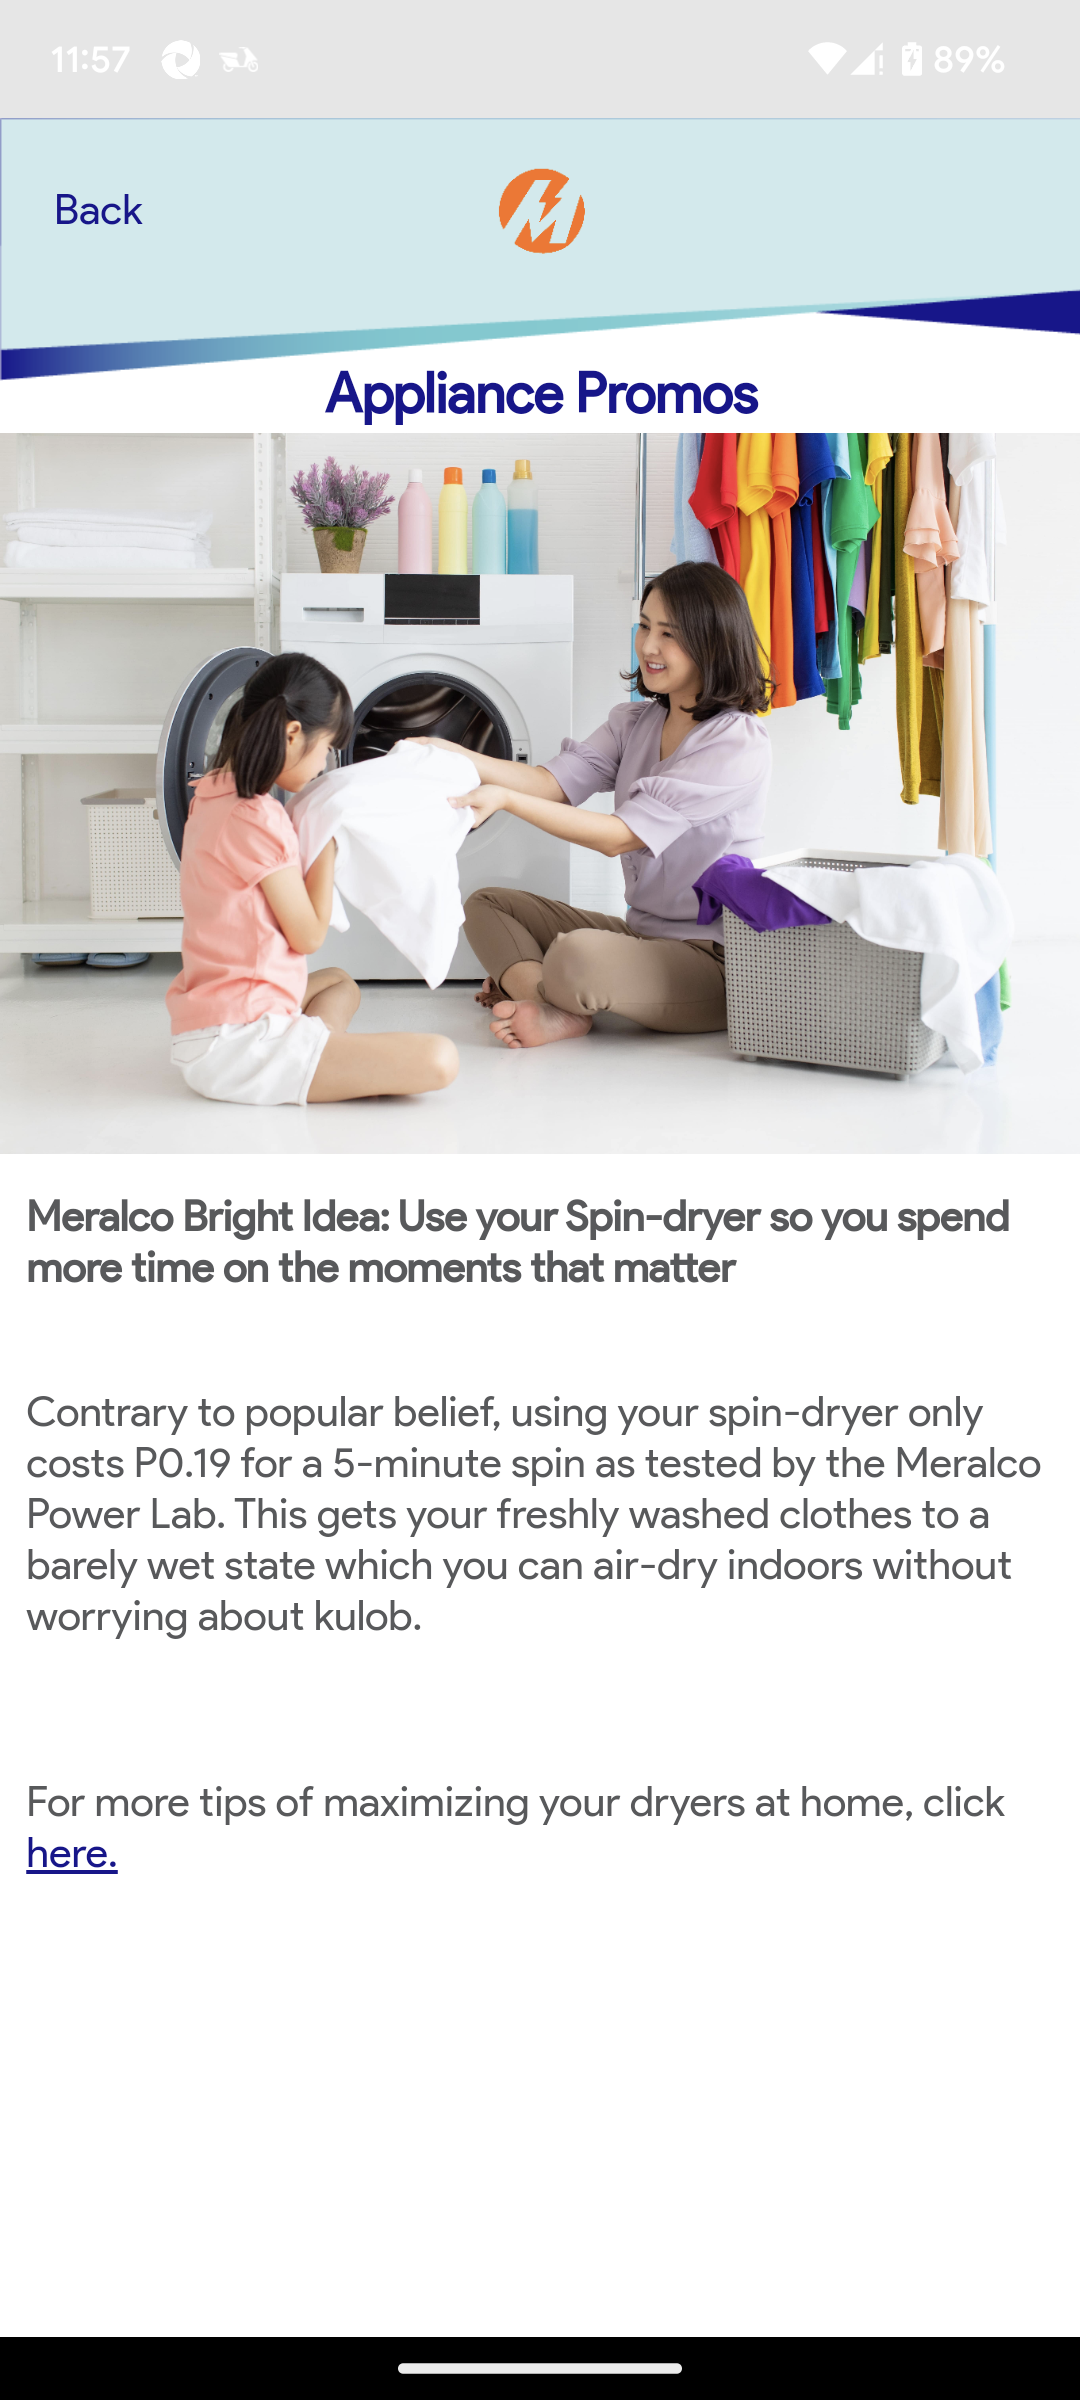 11:57
89%
Back
Appliance Promos
Meralco Bright Idea: Use your Spin-dryer so you spend
more time on the moments that matter
Contrary to popular belief, using your spin-dryer only
costs P0.19 for a 5-minute spin as tested by the Meralco
Power Lab. This gets your freshly washed clothes to a
barely wet state which you can air-dry indoors without
worrying about kulob.
For more tips of maximizing your dryers at home, click
here.